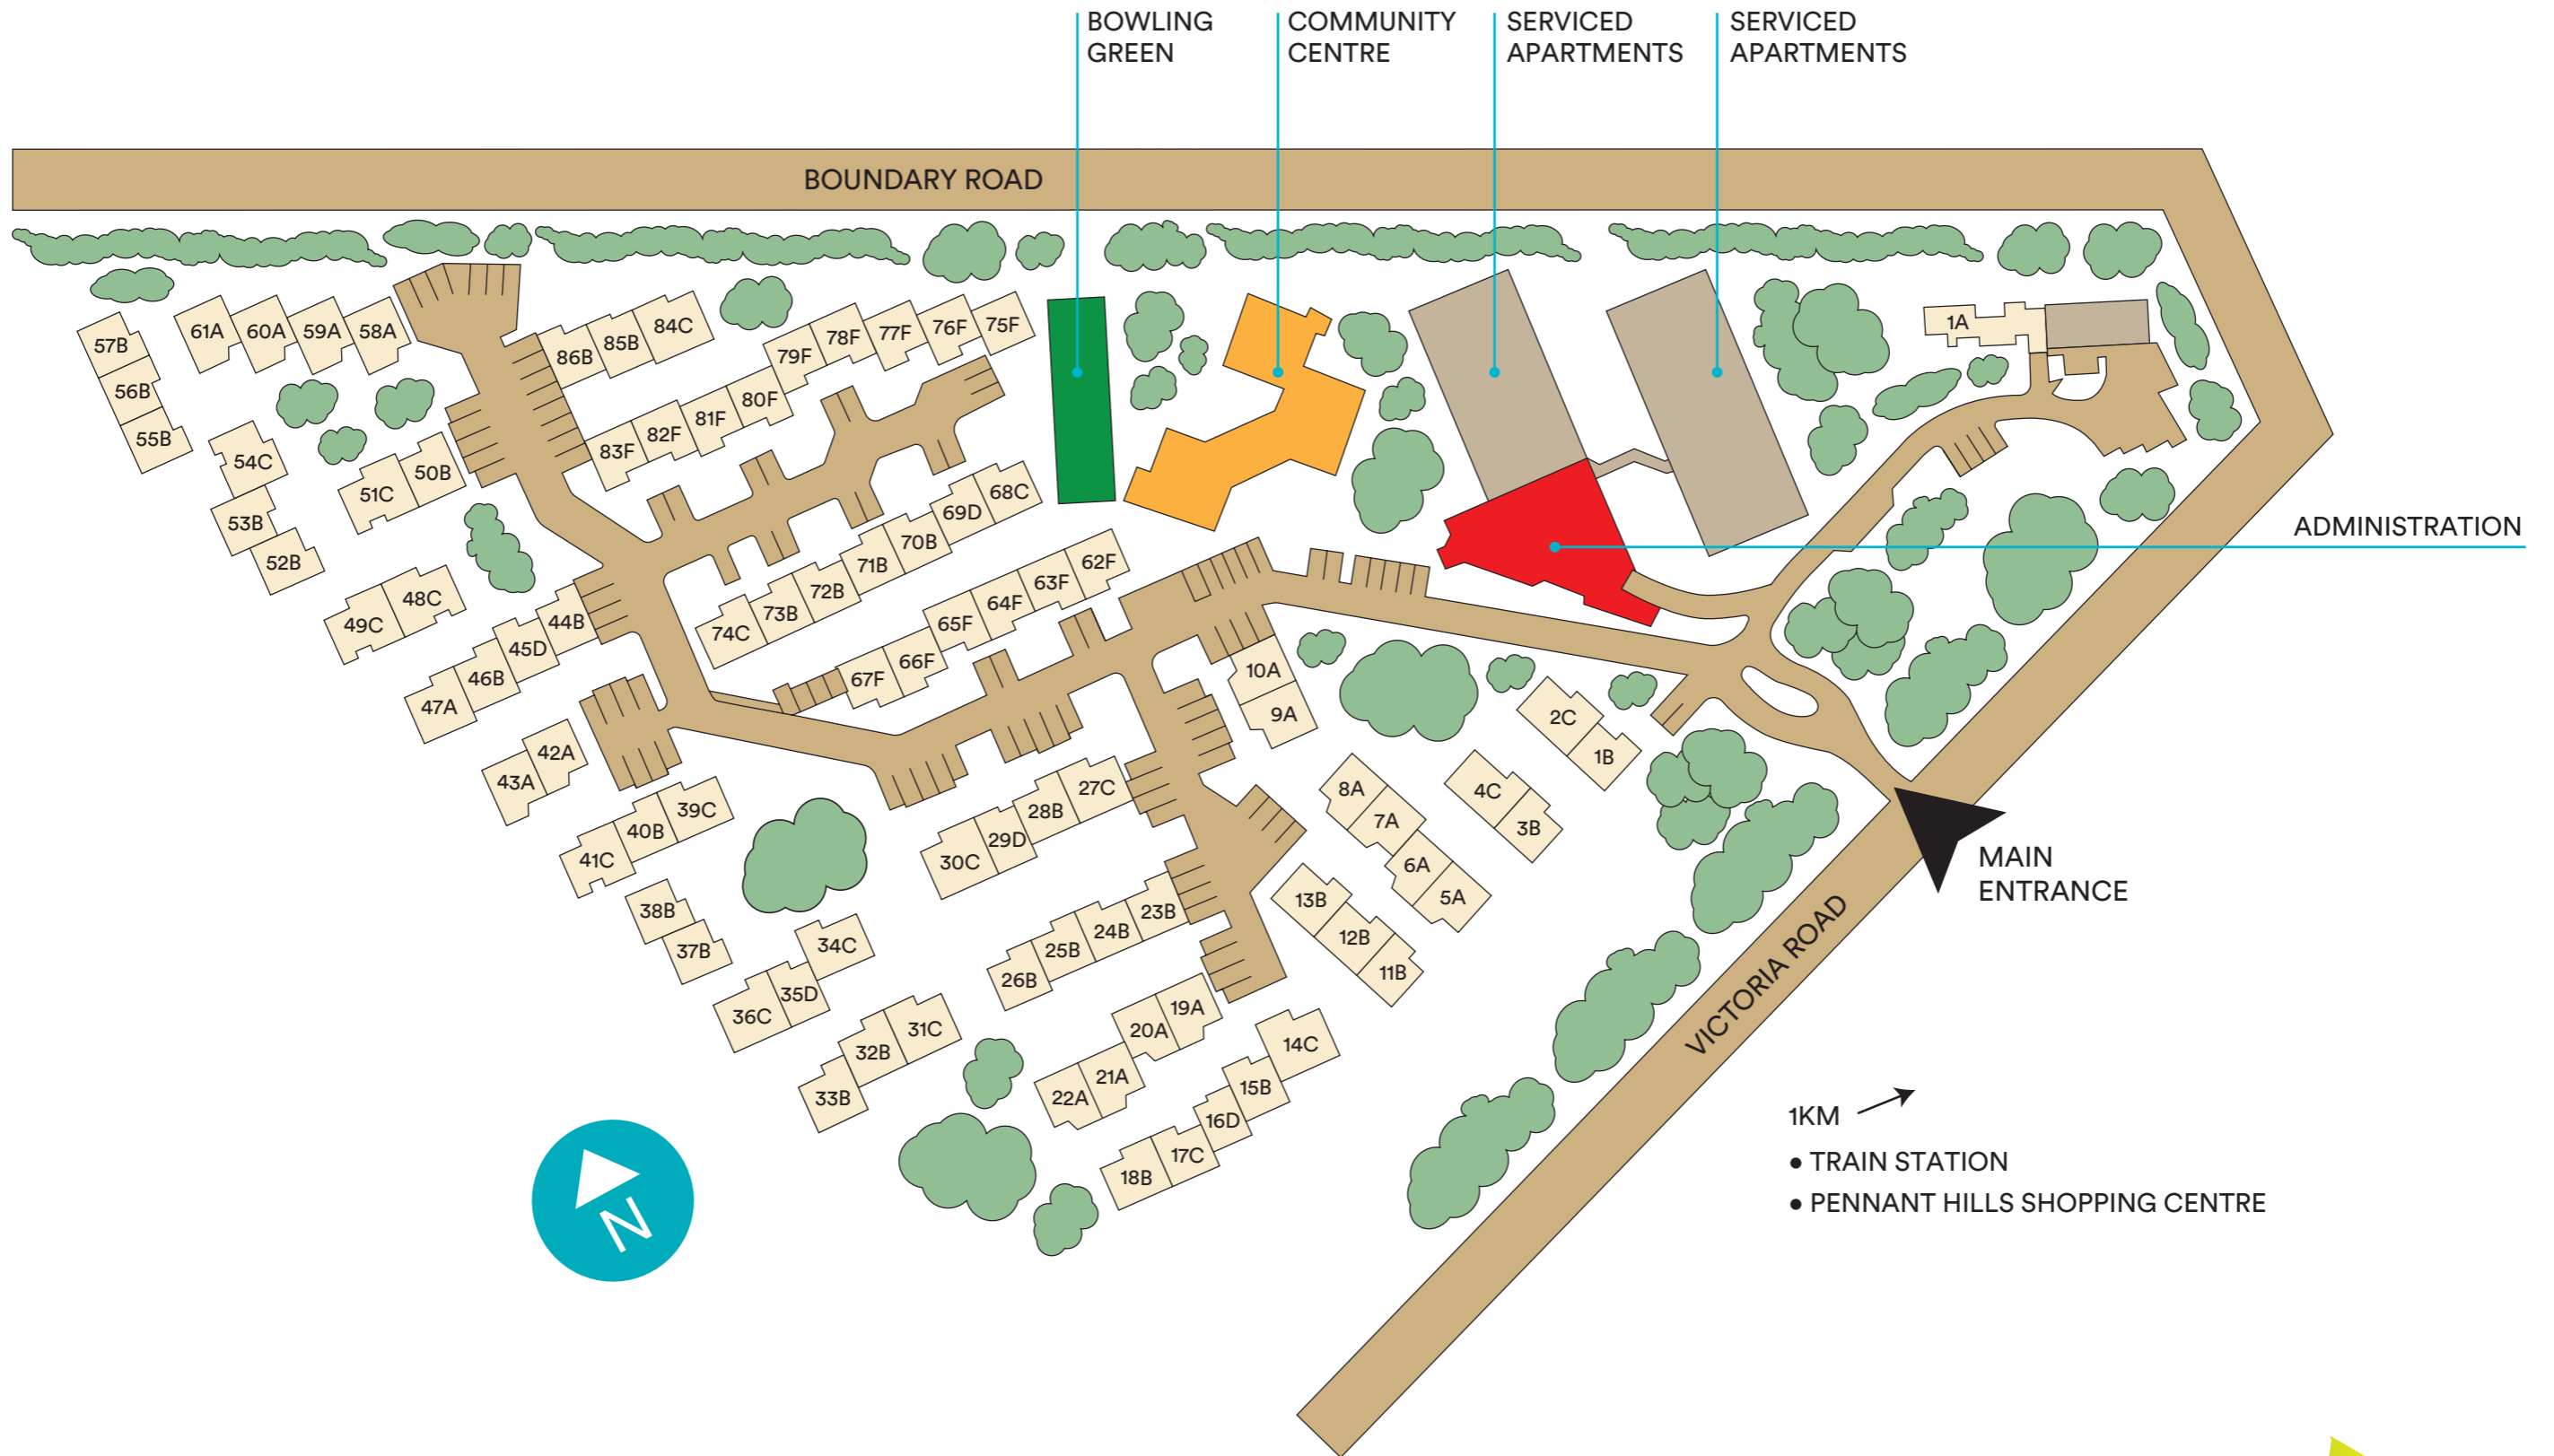 BOWLING
GREEN
COMMUNITY
CENTRE
SERVICED
APARTMENTS
SERVICED
APARTMENTS
BOUNDARY ROAD
57B
56B
55B
61A
60A
59A
58A
86B
85B
84C
79F
78F
77F
76F
75F
1A
54C
53B
52B
51C
50B
83F
82F
81F
80F
68C
69D
70B
71B
72B
73B
74C
ADMINISTRATION
49C
48C
44B
45D
46B
47A
62F
63F
64F
65F
66F
67F
10A
9A
2C
1B
43A
42A
41C
40B
39C
30C
29D
28B
27C
8A
7A
6A
5A
4C
3B
MAIN
ENTRANCE
38B
37B
36C
35D
34C
26B
25B
24B
23B
13B
12B
11B
VICTORIA ROAD
33B
32B
31C
22A
21A
20A
19A
14C
15B
16D
17C
18B
N
1KM
• TRAIN STATION
• PENNANT HILLS SHOPPING CENTRE